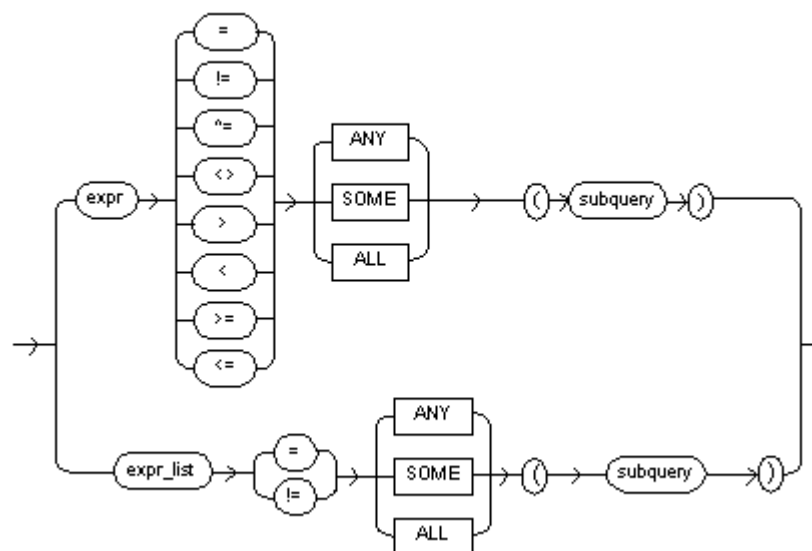 =
!=
^=
<>
>
<
>=
<=
expr
ANY
SOME
ALL
( subquery )
expr_list
=
!=
ANY
SOME
ALL
( subquery )